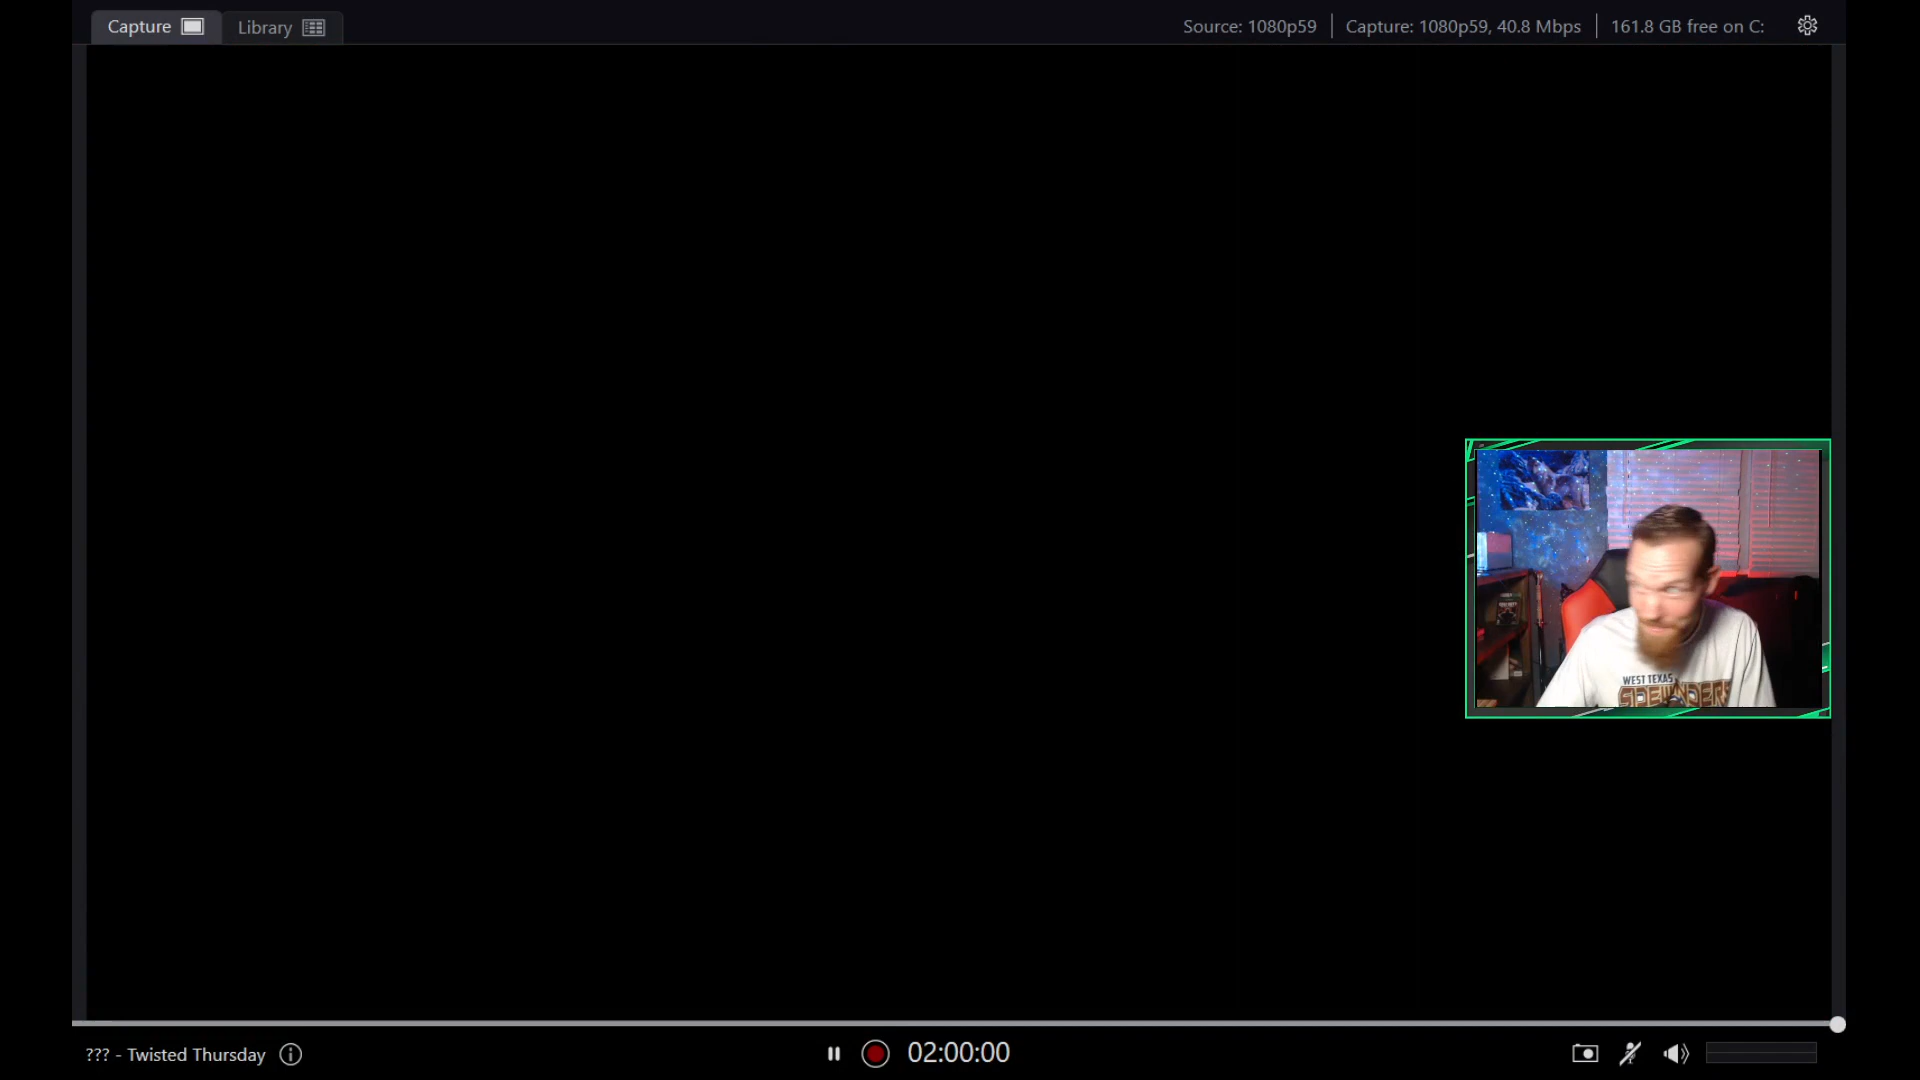 Capture
Library
Source: 1080p59
Capture: 1080p59, 40.8 Mbps
161.8 GB free on C:
WEST TEXAS
??? - Twisted Thursday
02:00:00